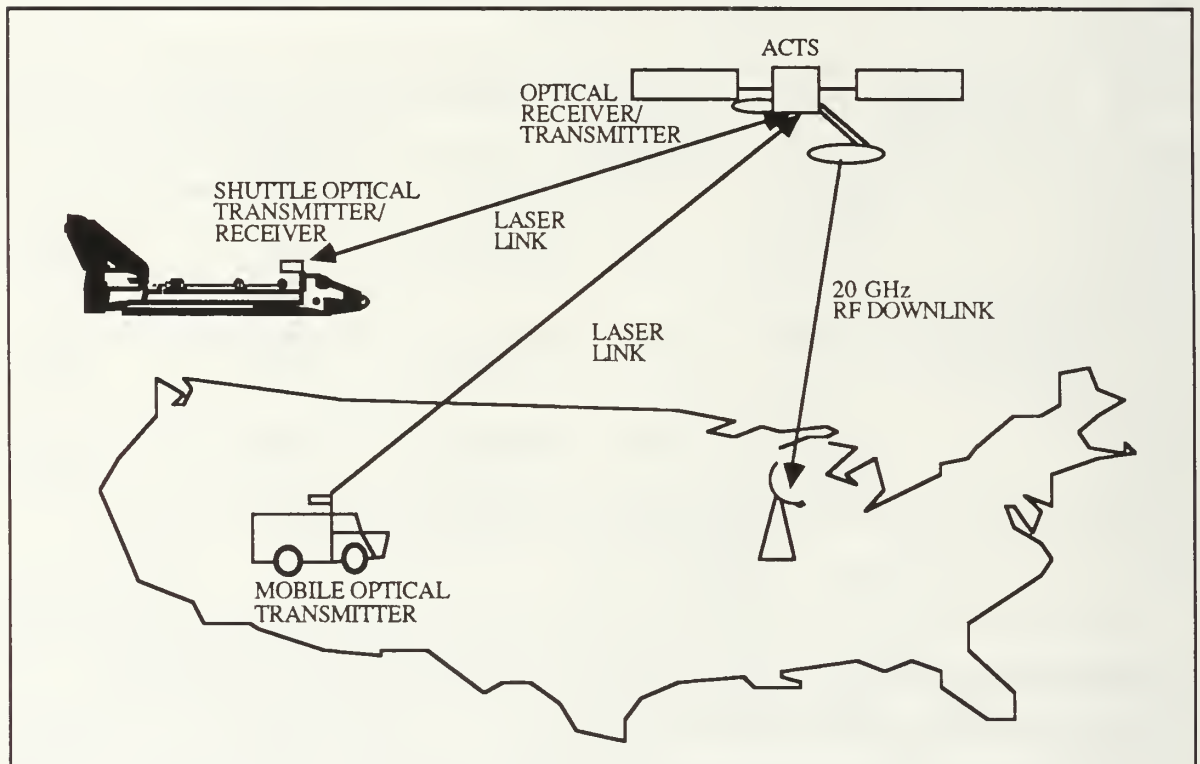 ACTS
OPTICAL
RECEIVER/
TRANSMITTER
SHUTTLE OPTICAL
TRANSMITTER/
RECEIVER
LASER
LINK
20 GHz
RF DOWNLINK
LASER
LINK
MOBILE OPTICAL
TRANSMITTER